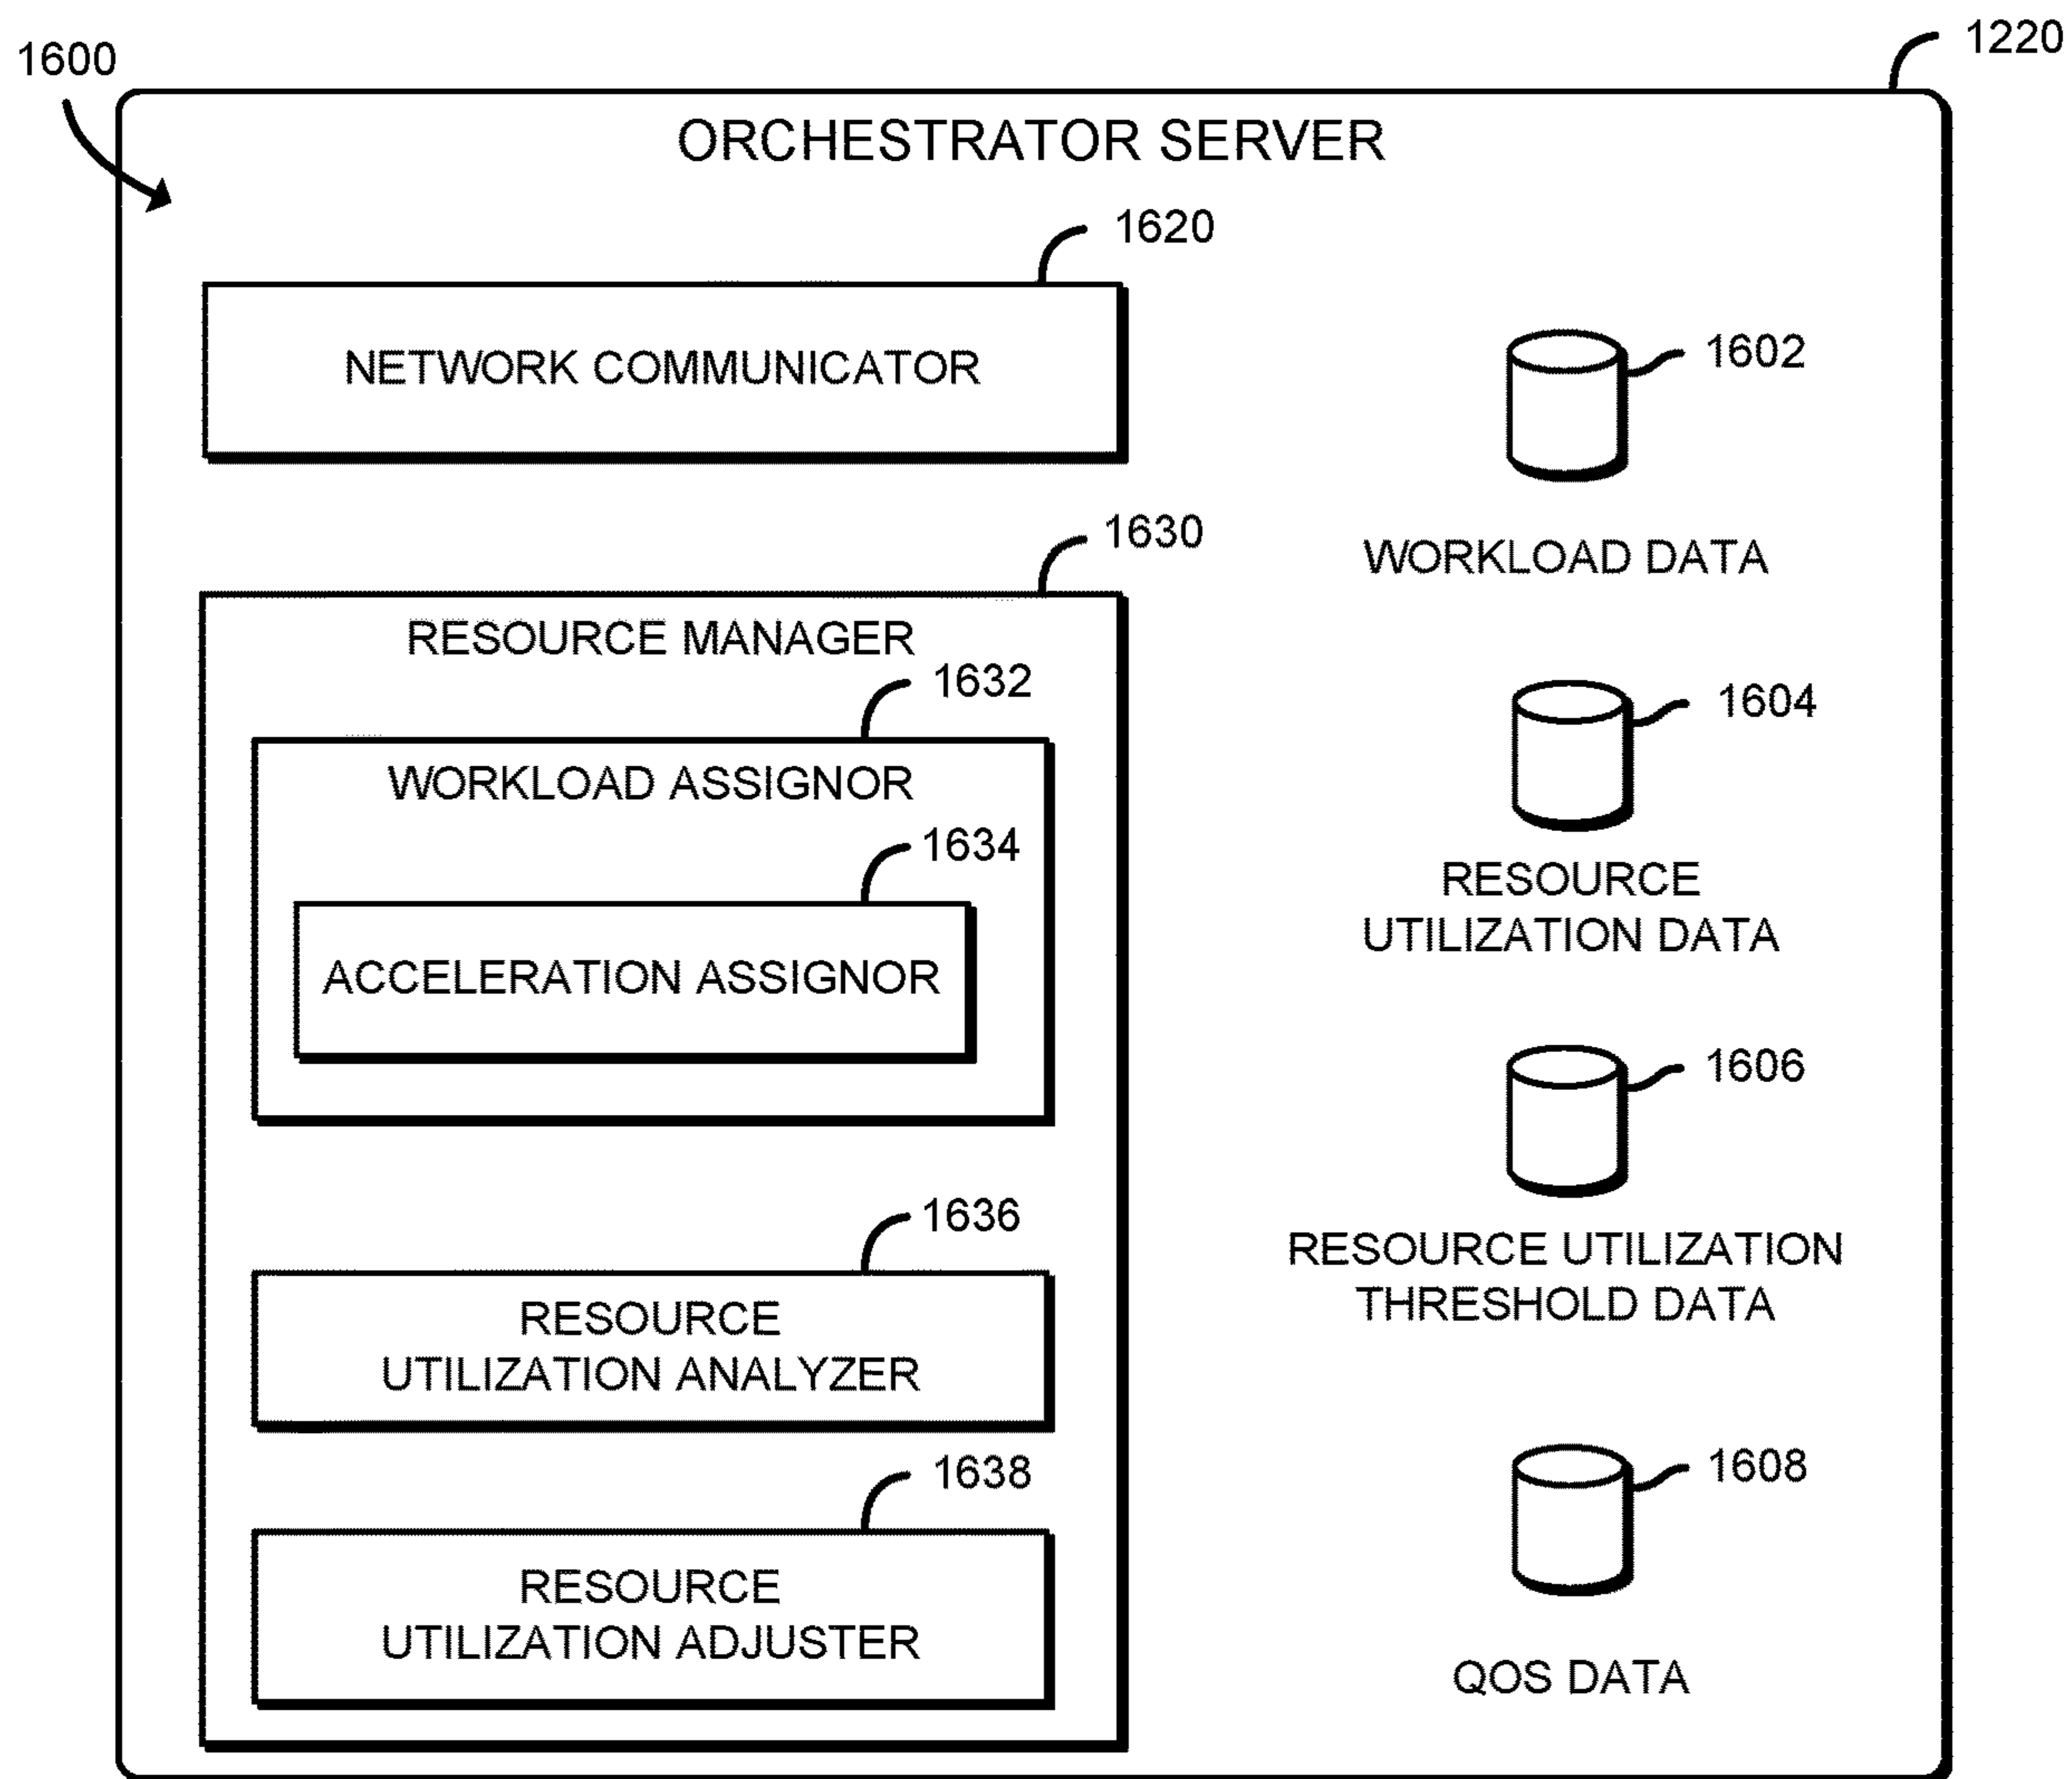 1600
1220
ORCHESTRATOR SERVER
1620
NETWORK COMMUNICATOR
1630
RESOURCE MANAGER
1632
WORKLOAD ASSIGNOR
1634
ACCELERATION ASSIGNOR
1636
RESOURCE
UTILIZATION ANALYZER
1638
RESOURCE
UTILIZATION ADJUSTER
1602
WORKLOAD DATA
1604
RESOURCE
UTILIZATION DATA
1606
RESOURCE UTILIZATION
THRESHOLD DATA
1608
QOS DATA